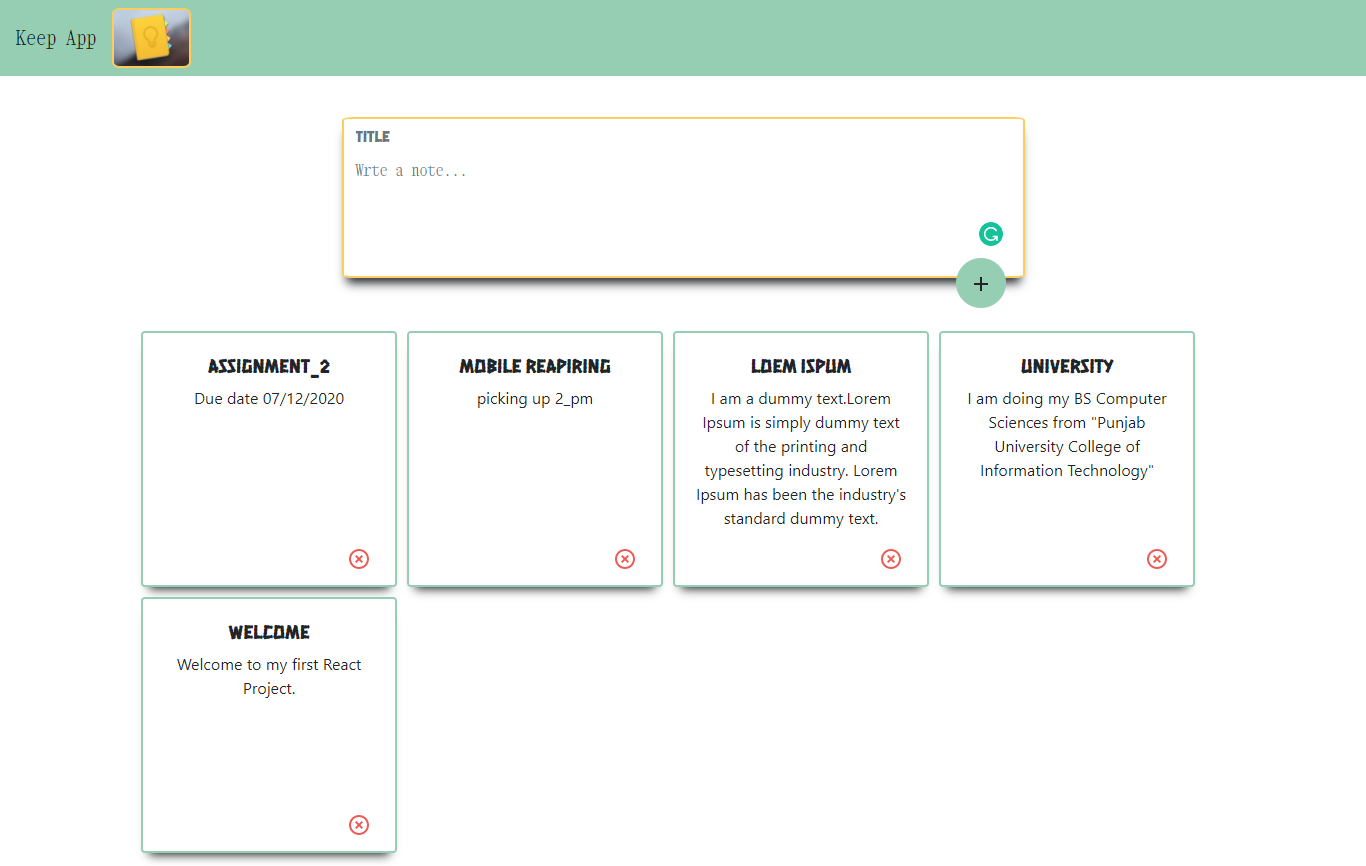 Keep App
TITLE
Wrte a note...
ASSIGNMENT_2
Due date 07/12/2020
MOBILE REAPIRING
picking up 2_pm
LOEM ISPUM
I am a dummy text.Lorem
Ipsum is simply dummy text
of the printing and
typesetting industry. Lorem
Ipsum has been the industry's
standard dummy text.
UNIVERSITY
I am doing my BS Computer
Sciences from "Punjab
University College of
Information Technology"
WELCOME
Welcome to my first React
Project.